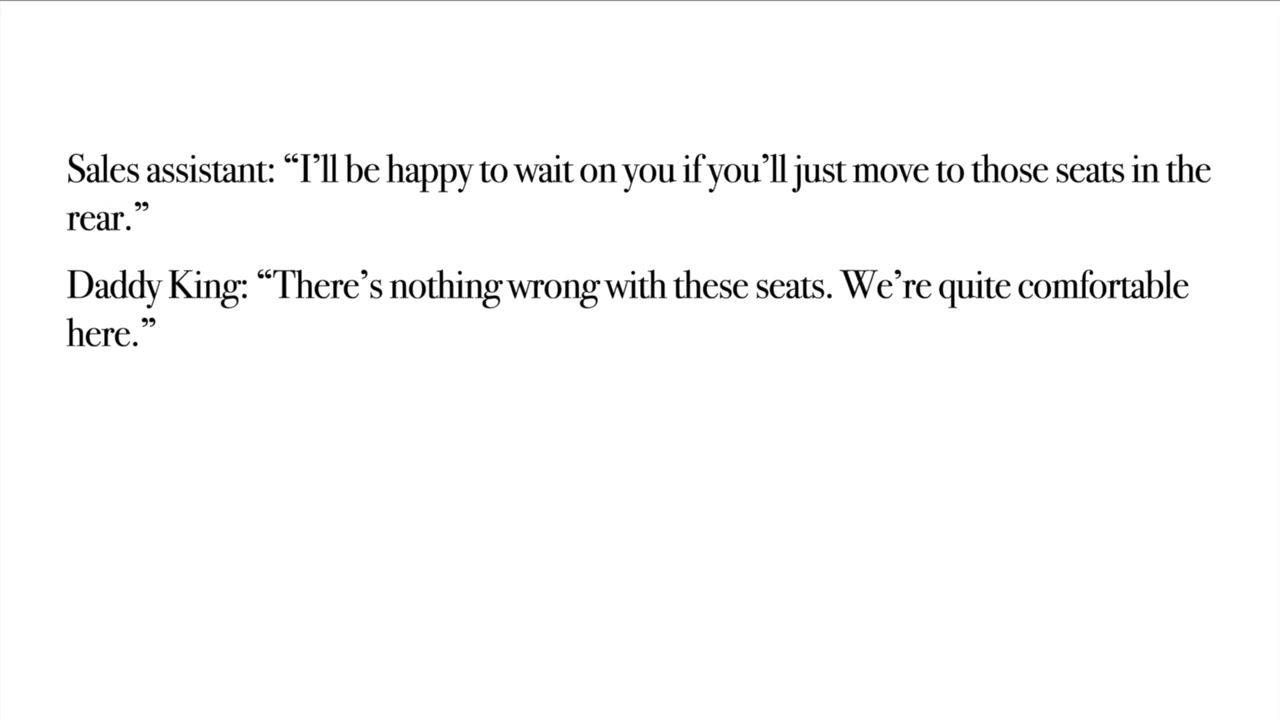 Sales assistant: “I’ll be happy to wait on you if you’ll just move to those seats in the
rear.”
Daddy King: “There’s nothing wrong with these seats. We’re quite comfortable
here.”